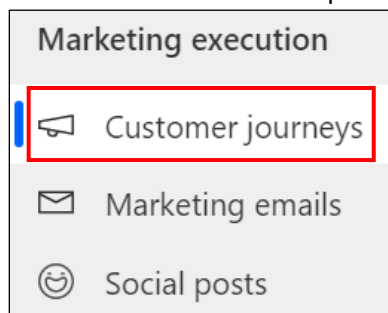 Marketing execution
Customer journeys
Marketing emails
Social posts